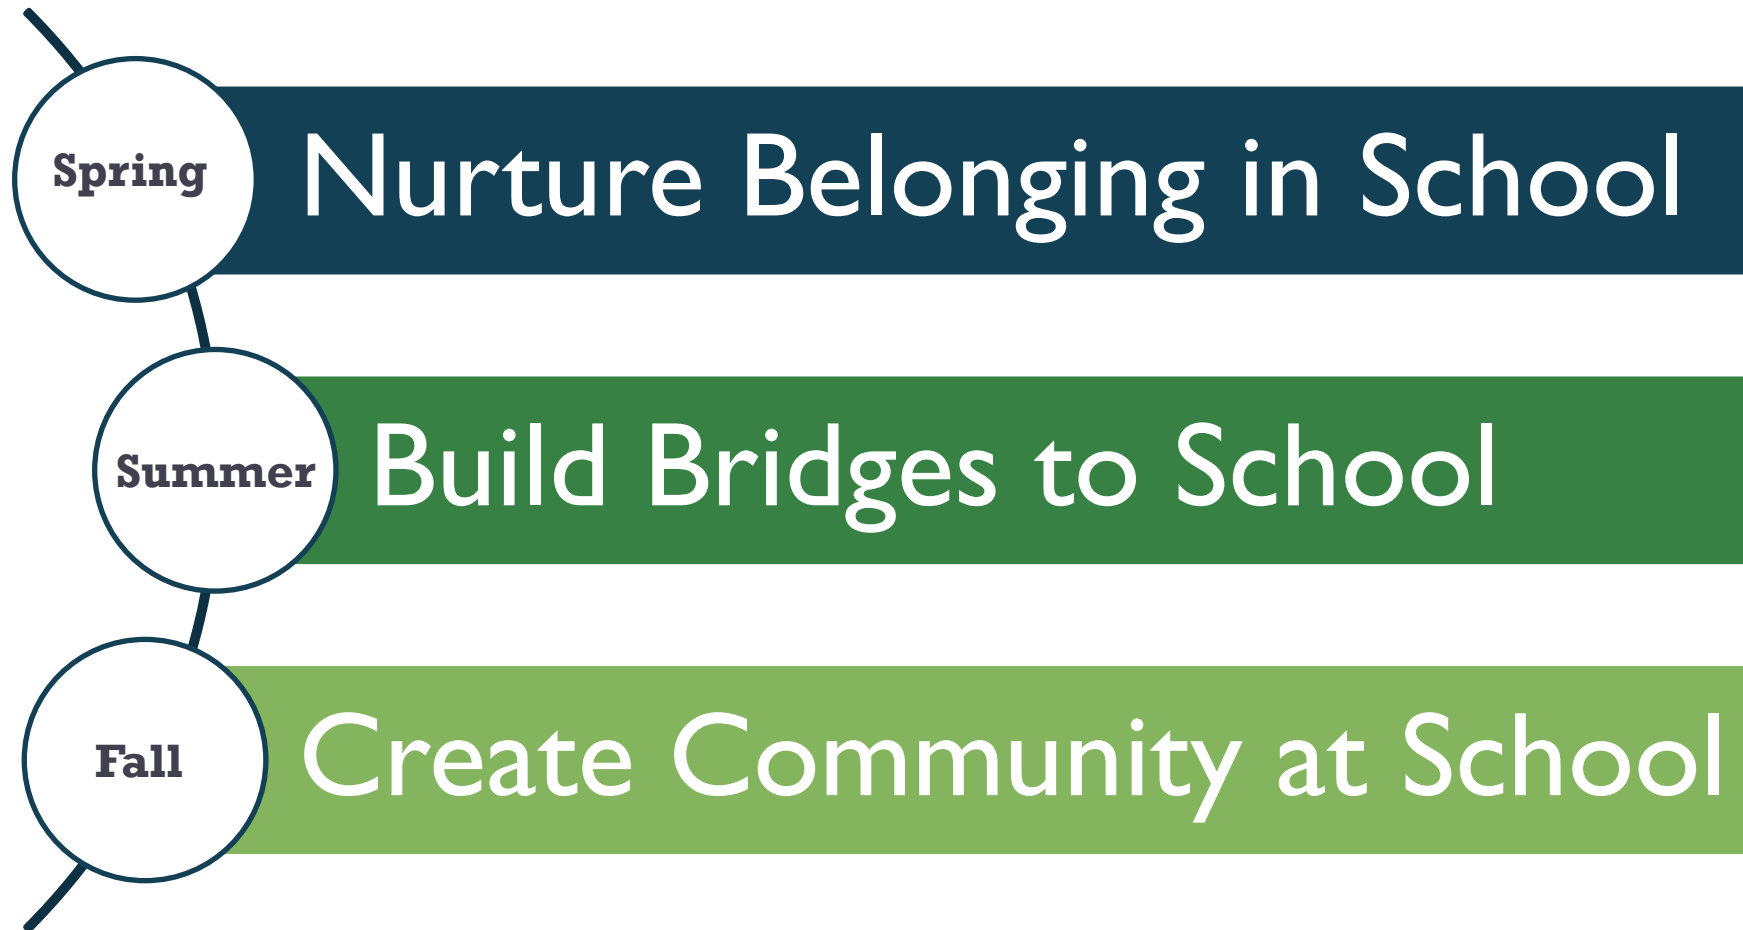 Spring
Nurture Belonging in School
Summer
Build Bridges to School
Fall
Create Community at School